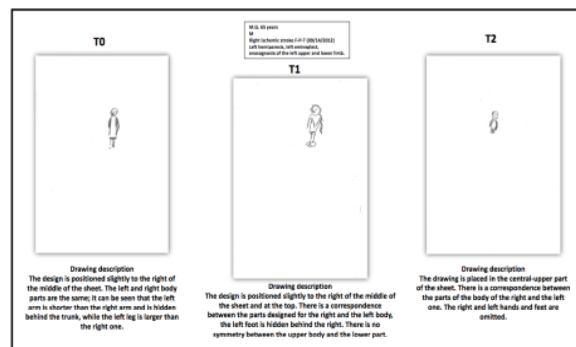 M.G. 65 years
M
Right ischemic stroke F-P-T (09/14/2012)
Left hemiparesis, left emineglect,
asomatognosia of the left upper and lower limb.
T0
T1
T2
Drawing description
The design is positioned slightly to the right of
the middle of the sheet. The left and right body
parts are the same; it can be seen that the left
arm is shorter than the right arm and is hidden
behind the trunk, while the left leg is larger than
the right one.
Drawing description
The design is positioned slightly to the right of the middle of
the sheet and at the top. There is a correspondence
between the parts designed for the right and the left body,
the left foot is hidden behind the right. There is no
symmetry between the upper body and the lower part.
Drawing description
The drawing is placed in the central-upper part
of the sheet. There is a correspondence between
the parts of the body of the right and the left
one. The right and left hands and feet are
omitted.